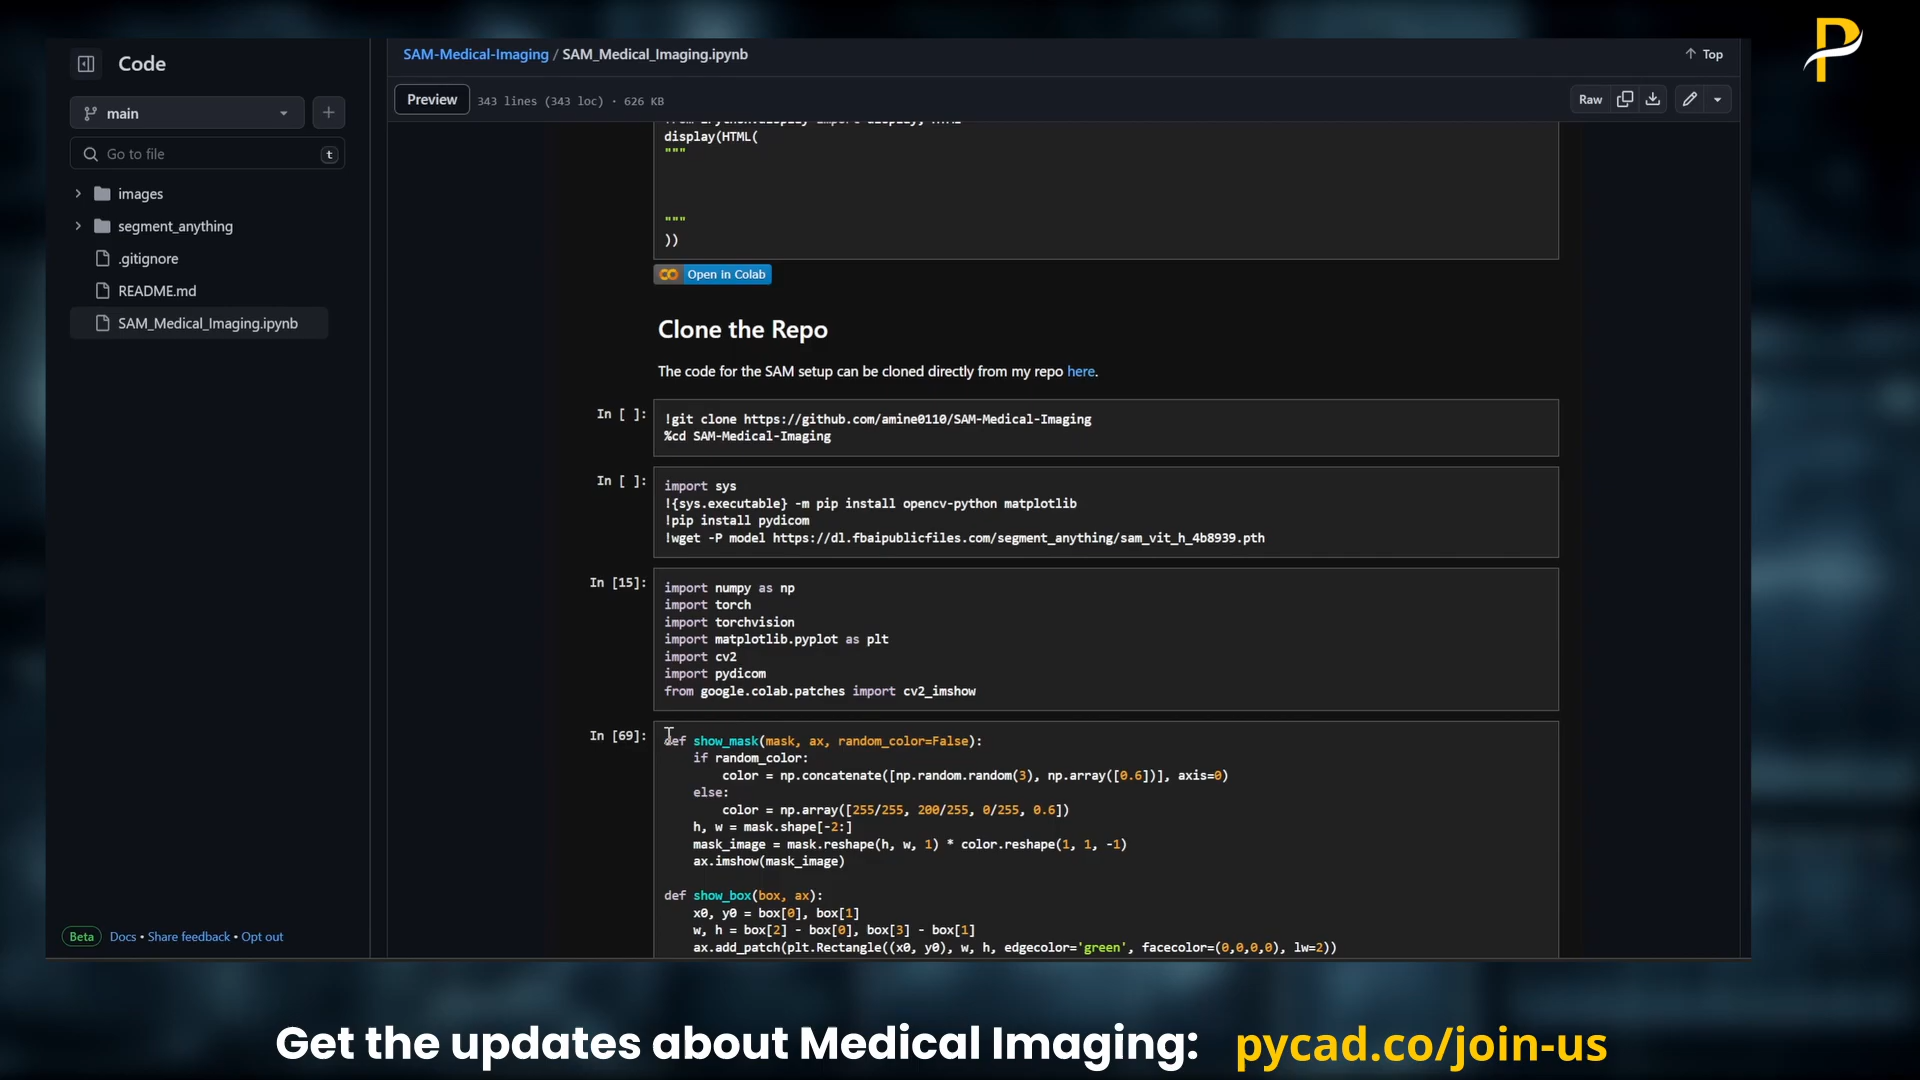 Code
main
Go to file
t
images
segment_anything
.gitignore
README.md
SAM_Medical_Imaging.ipynb
Beta Docs • Share feedback • Opt out
SAM-Medical-Imaging / SAM_Medical_Imaging.ipynb
Top
Preview
343 lines (343 loc) · 626 KB
Raw
display(HTML(
"""
"""
))
Open in Colab
Clone the Repo
The code for the SAM setup can be cloned directly from my repo here.
In [ ]:
!git clone https://github.com/amine0110/SAM-Medical-Imaging
%cd SAM-Medical-Imaging
In [ ]:
import sys
!{sys.executable} -m pip install opencv-python matplotlib
!pip install pydicom
!wget -P model https://dl.fbaipublicfiles.com/segment_anything/sam_vit_h_4b8939.pth
In [15]:
import numpy as np
import torch
import torchvision
import matplotlib.pyplot as plt
import cv2
import pydicom
from google.colab.patches import cv2_imshow
In [69]:
def show_mask(mask, ax, random_color=False):
    if random_color:
        color = np.concatenate([np.random.random(3), np.array([0.6])], axis=0)
    else:
        color = np.array([255/255, 200/255, 0/255, 0.6])
    h, w = mask.shape[-2:]
    mask_image = mask.reshape(h, w, 1) * color.reshape(1, 1, -1)
    ax.imshow(mask_image)
def show_box(box, ax):
    x0, y0 = box[0], box[1]
    w, h = box[2] - box[0], box[3] - box[1]
    ax.add_patch(plt.Rectangle((x0, y0), w, h, edgecolor='green', facecolor=(0,0,0,0), lw=2))
Get the updates about Medical Imaging: pycad.co/join-us